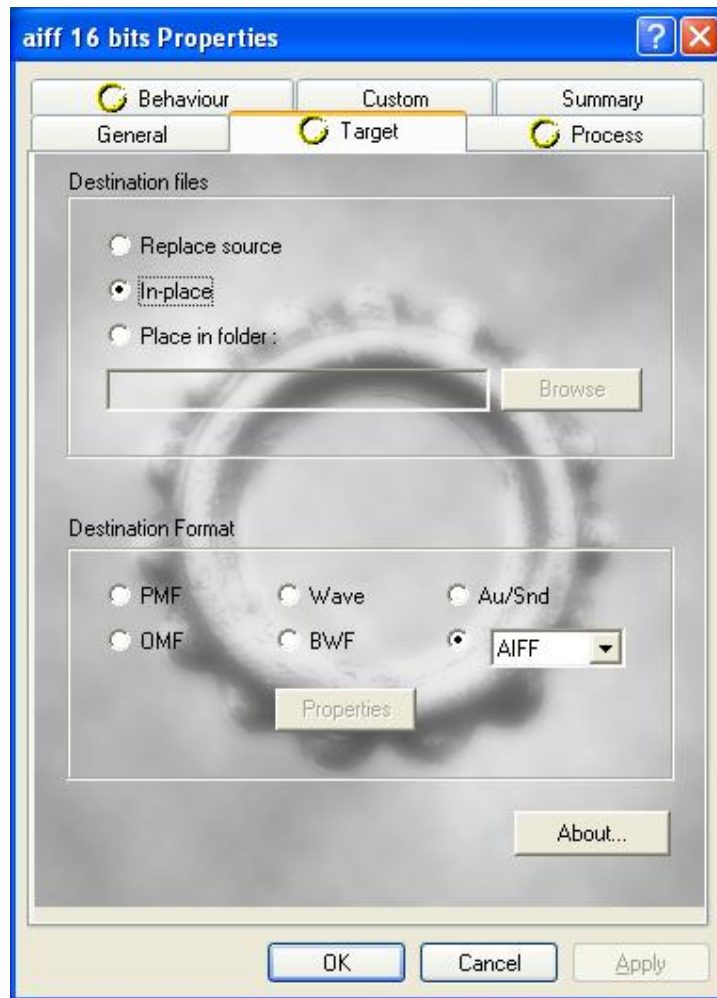 aiff 16 bits Properties
Behaviour Custom Summary
General Target Process
Destination files
Replace source
In-place
Place in folder :
Browse
Destination Format
PMF Wave Au/Snd
OMF BWF AIFF
Properties
About...
OK Cancel Apply